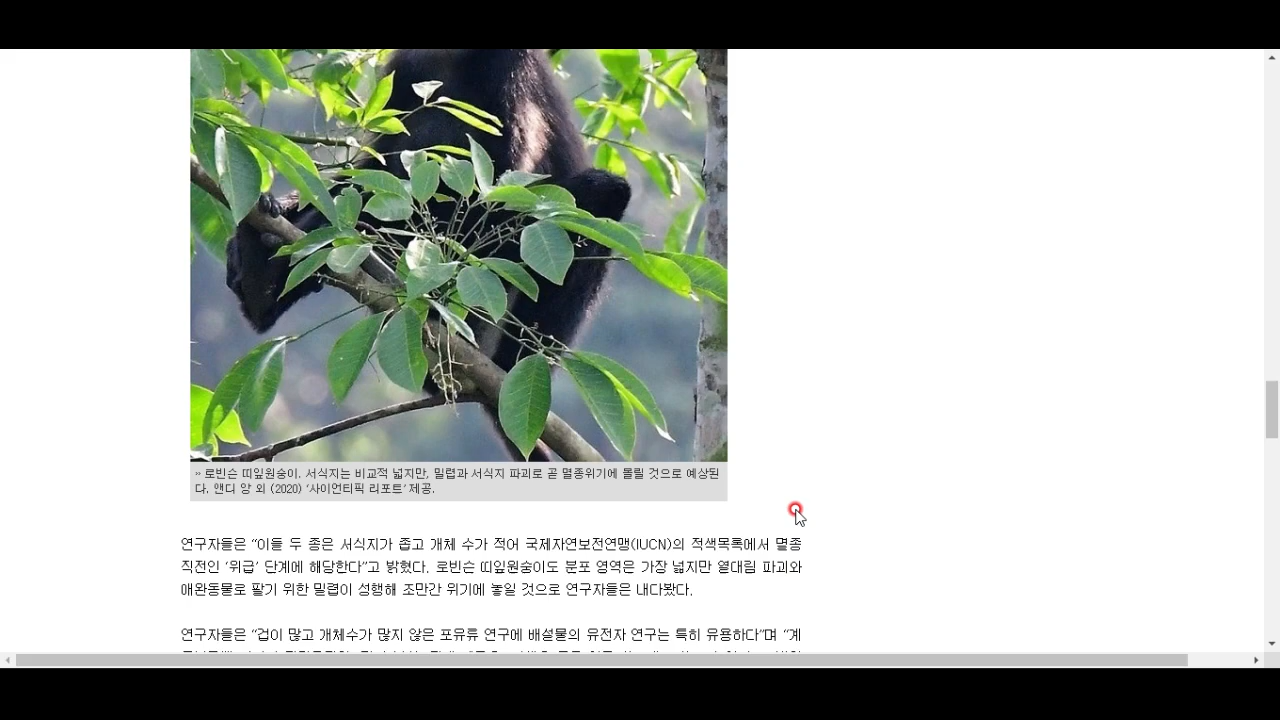 » 로빈슨 띠잎원숭이. 서식지는 비교적 넓지만, 밀렵과 서식지 파괴로 곧 멸종위기에 몰릴 것으로 예상된
다. 앤디 앙 외 (2020) ‘사이언티픽 리포트’ 제공.
연구자들은 “이들 두 종은 서식지가 좁고 개체 수가 적어 국제자연보전연맹(IUCN)의 적색목록에서 멸종
직전인 ‘위급’ 단계에 해당한다”고 밝혔다. 로빈슨 띠잎원숭이도 분포 영역은 가장 넓지만 열대림 파괴와
애완동물로 팔기 위한 밀렵이 성행해 조만간 위기에 놓일 것으로 연구자들은 내다봤다.
연구자들은 “겁이 많고 개체수가 많지 않은 포유류 연구에 배설물의 유전자 연구는 특히 유용하다”며 “계